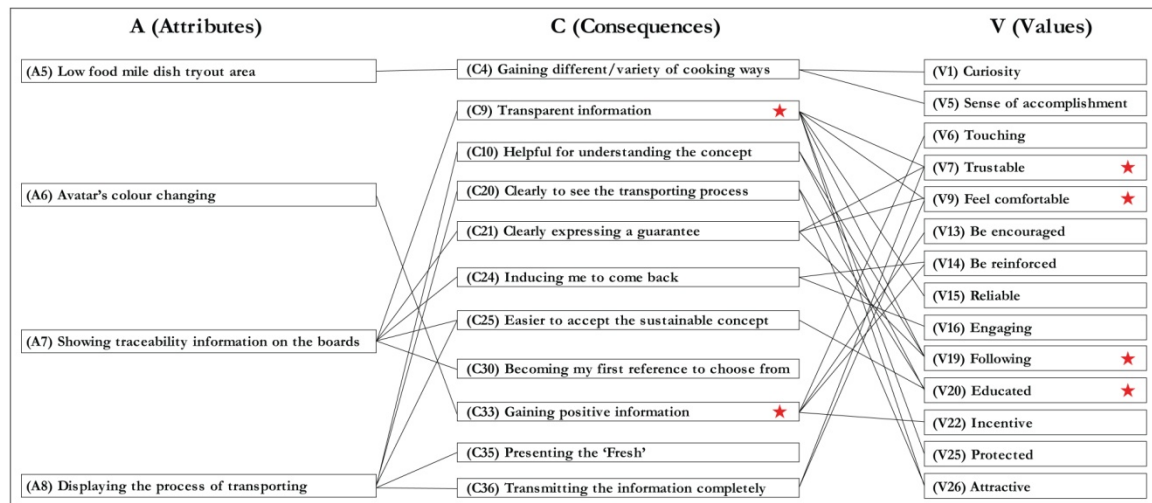 A (Attributes)
C (Consequences)
V (Values)
(A5) Low food mile dish tryout area
(A6) Avatar's colour changing
(A7) Showing traceability information on the boards
(A8) Displaying the process of transporting
(C4) Gaining different/variety of cooking ways
(C9) Transparent information
(C10) Helpful for understanding the concept
(C20) Clearly to see the transporting process
(C21) Clearly expressing a guarantee
(C24) Inducing me to come back
(C25) Easier to accept the sustainable concept
(C30) Becoming my first reference to choose from
(C33) Gaining positive information
(C35) Presenting the 'Fresh'
(C36) Transmitting the information completely
(V1) Curiosity
(V5) Sense of accomplishment
(V6) Touching
(V7) Trustable
(V9) Feel comfortable
(V13) Be encouraged
(V14) Be reinforced
(V15) Reliable
(V16) Engaging
(V19) Following
(V20) Educated
(V22) Incentive
(V25) Protected
(V26) Attractive